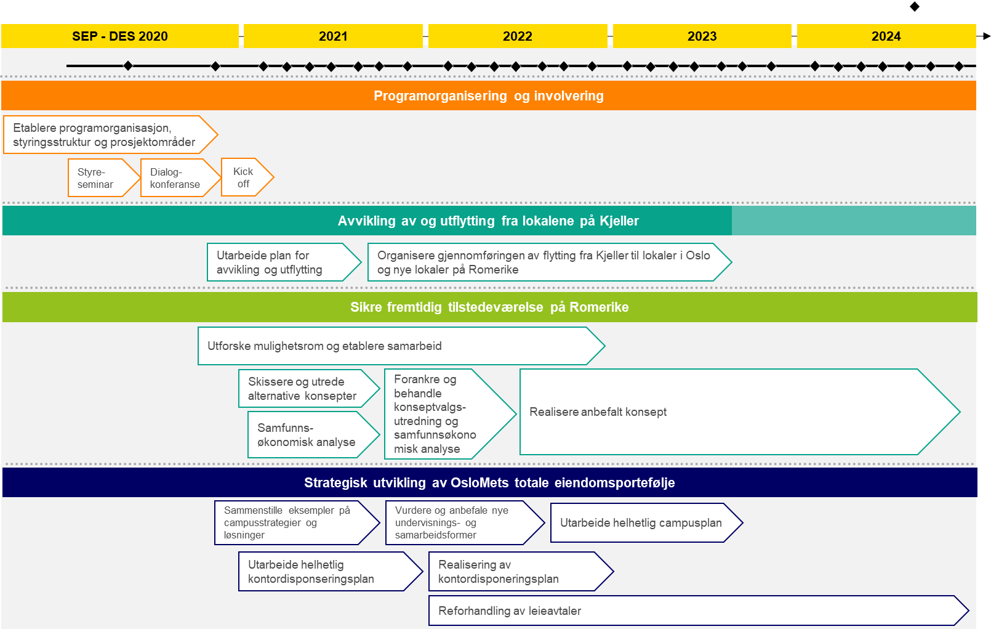 SEP - DES 2020
2021
2022
2023
2024
Programorganisering og involvering
Etablere programorganisasjon,
styringsstruktur og prosjektområder
Styre-
seminar
Dialog-
konferanse
Kick
off
Avvikling av og utflytting fra lokalene på Kjeller
Utarbeide plan for
avvikling og utflytting
Organisere gjennomføringen av flytting fra Kjeller til lokaler i Oslo
og nye lokaler på Romerike
Sikre fremtidig tilstedeværelse på Romerike
Utforske mulighetsrom og etablere samarbeid
Skissere og utrede
alternative konsepter
Samfunns-
økonomisk analyse
Forankre og
behandle
konseptvalgs-
utredning og
samfunnsøkono
misk analyse
Realisere anbefalt konsept
Strategisk utvikling av OsloMets totale eiendomsportefølje
Sammenstille eksempler på
campusstrategier og
løsninger
Vurdere og anbefale nye
undervisnings- og
samarbeidsformer
Utarbeide helhetlig campusplan
Utarbeide helhetlig
kontordisponseringsplan
Realisering av
kontordisponeringsplan
Reforhandling av leieavtaler